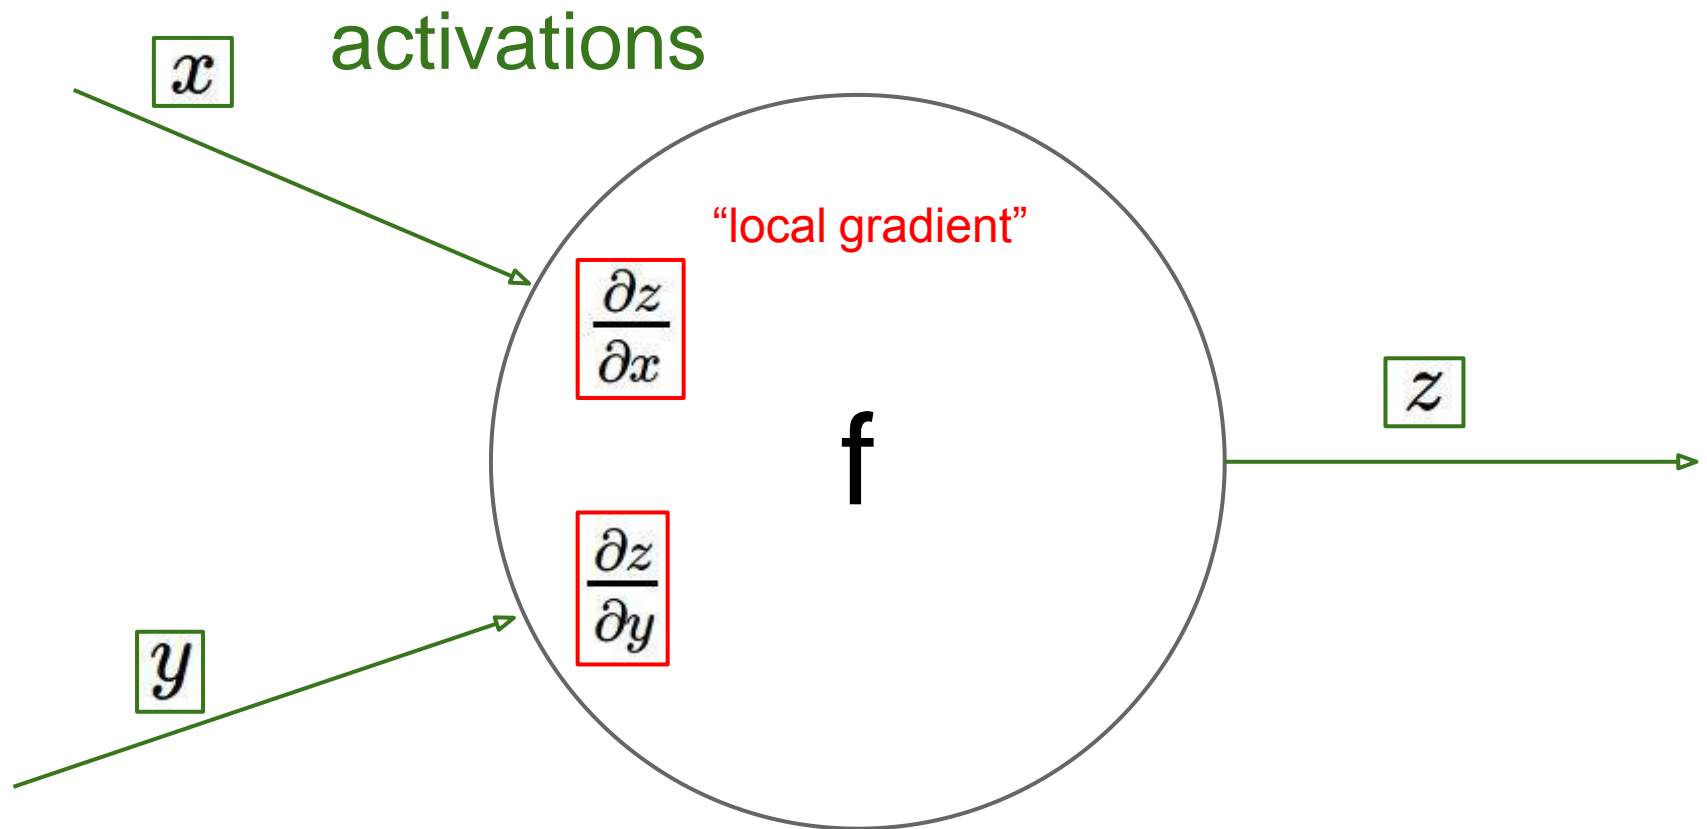 activations
x
“local gradient”
∂z
∂x
z
f
∂z
∂y
y